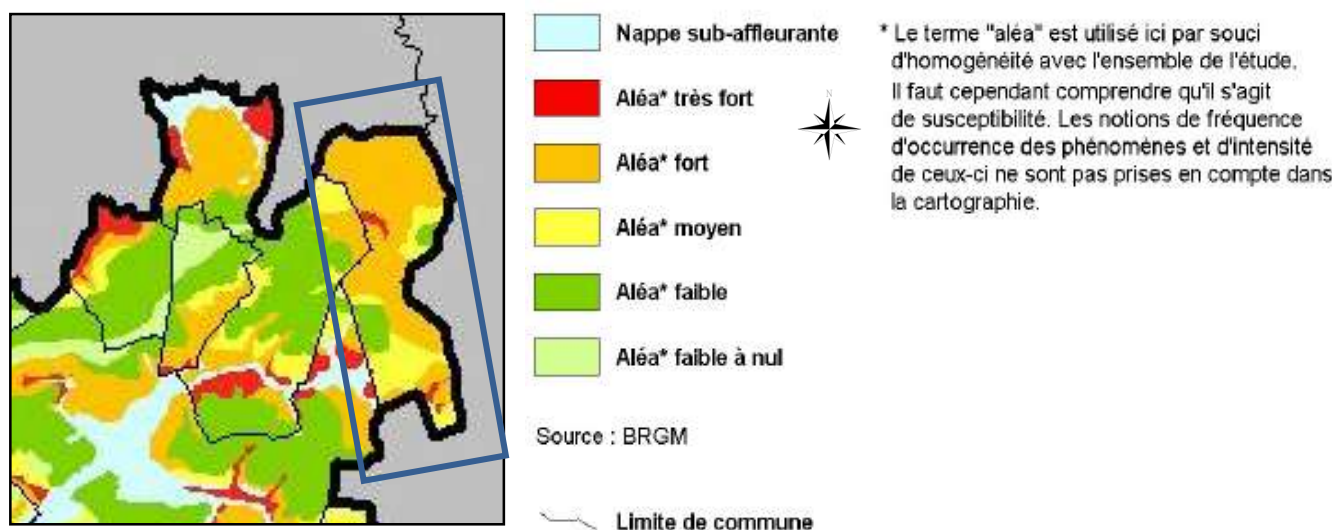 Nappe sub-affleurante
Aléa* très fort
Aléa* fort
Aléa* moyen
Aléa* faible
Aléa* faible à nul
Source : BRGM
Limite de commune
* Le terme "aléa" est utilisé ici par souci
d'homogénéité avec l'ensemble de l'étude.
Il faut cependant comprendre qu'il s'agit
de susceptibilité. Les notions de fréquence
d'occurrence des phénomènes et d'intensité
de ceux-ci ne sont pas prises en compte dans
la cartographie.